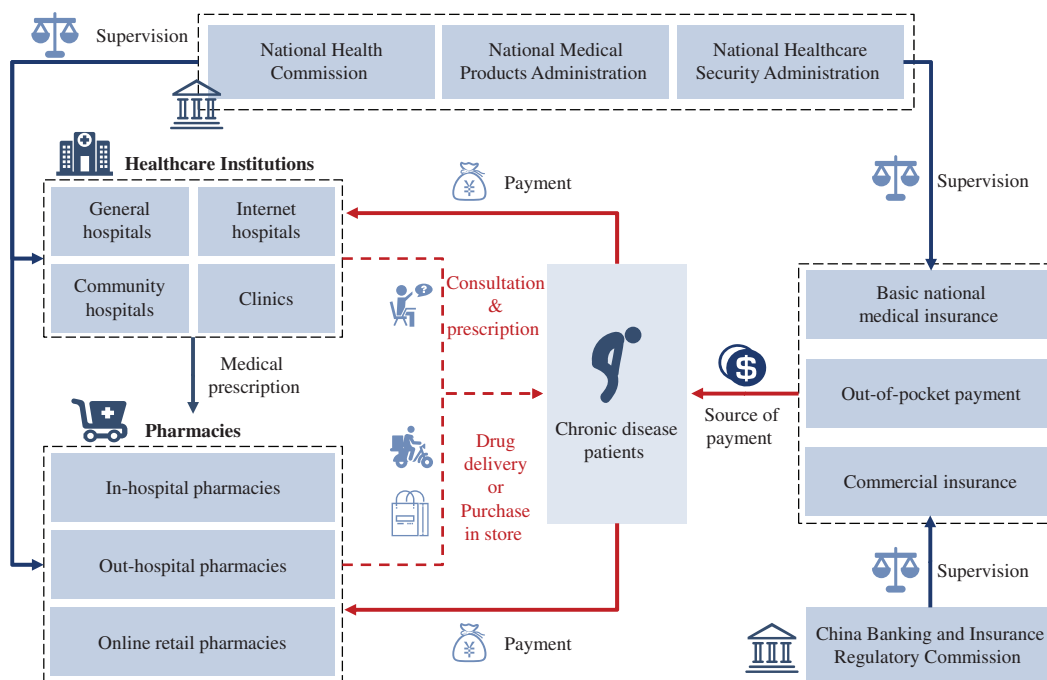 Supervision
National Health
Commission
National Medical
Products Administration
National Healthcare
Security Administration
Healthcare Institutions
General
hospitals
Internet
hospitals
Community
hospitals
Clinics
Payment
Supervision
Consultation
&
prescription
?
Medical
prescription
Basic national
medical insurance
Out-of-pocket payment
Commercial insurance
$
Source of
payment
Chronic disease
patients
Pharmacies
In-hospital pharmacies
Out-hospital pharmacies
Online retail pharmacies
Drug
delivery
or
Purchase
in store
¥
Payment
¥
Supervision
China Banking and Insurance
Regulatory Commission